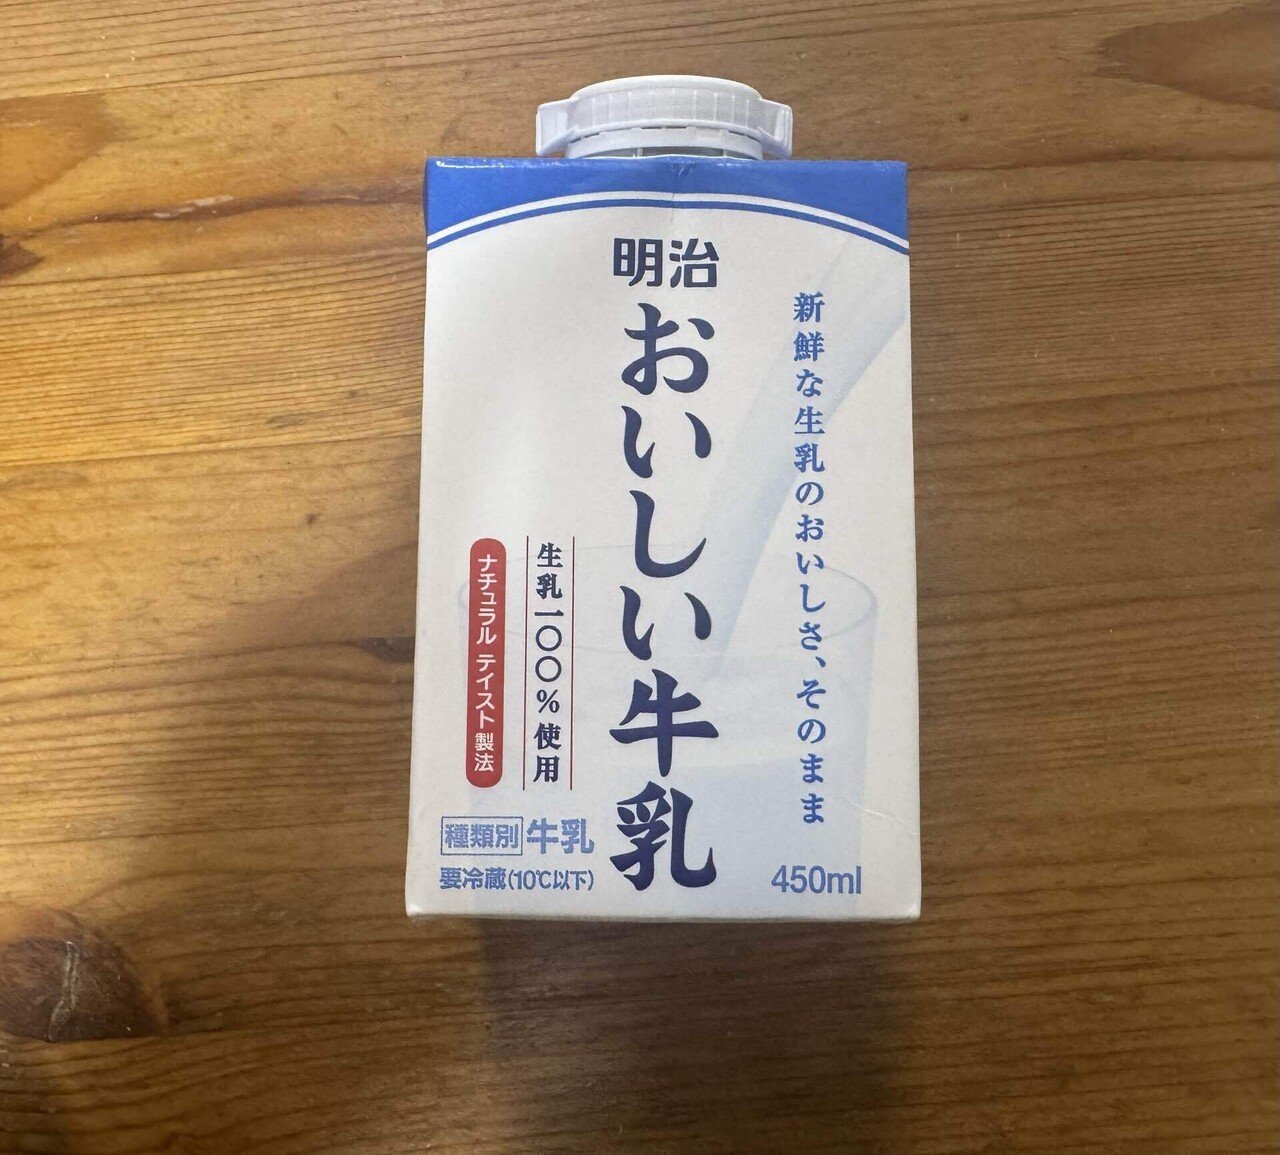 明治
おいしい牛乳
新鮮な生乳のおいしさ、そのまま
生乳一〇〇%使用
ナチュラル テイスト製法
種類別 牛乳
要冷蔵(10℃以下)
450ml